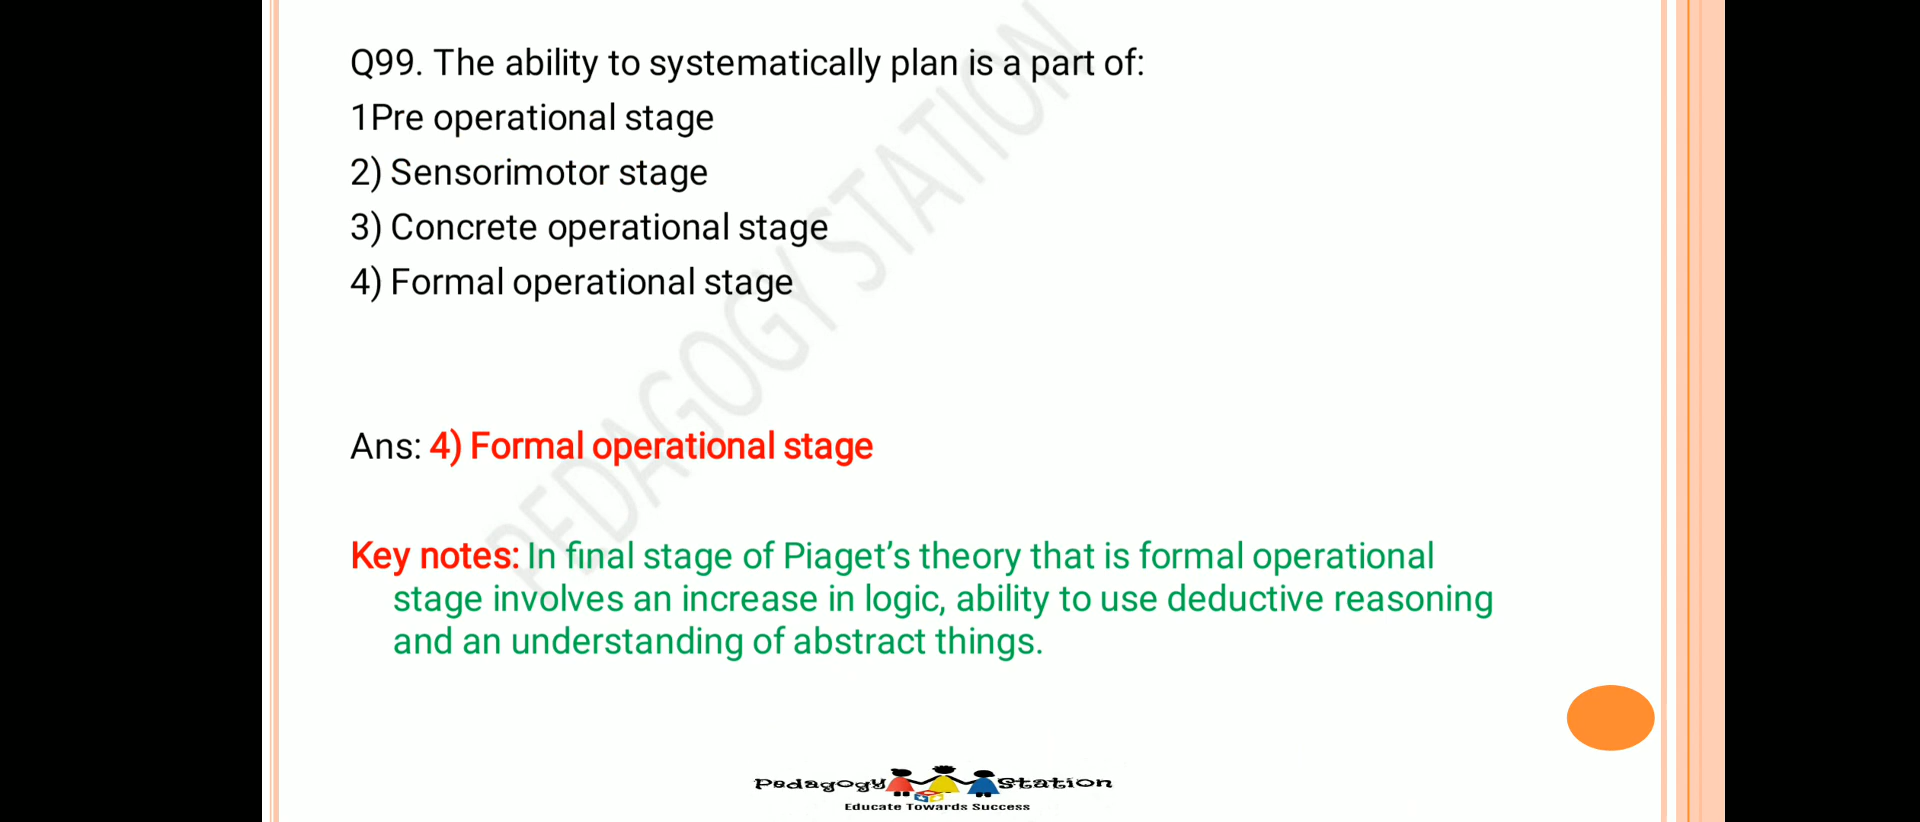 Q99. The ability to systematically plan is a part of:
1Pre operational stage
2) Sensorimotor stage
3) Concrete operational stage
4) Formal operational stage
PEDAGOGY STATION
Ans: 4) Formal operational stage
Key notes: In final stage of Piaget’s theory that is formal operational
stage involves an increase in logic, ability to use deductive reasoning
and an understanding of abstract things.
Pedagogy Station
Educate Towards Success